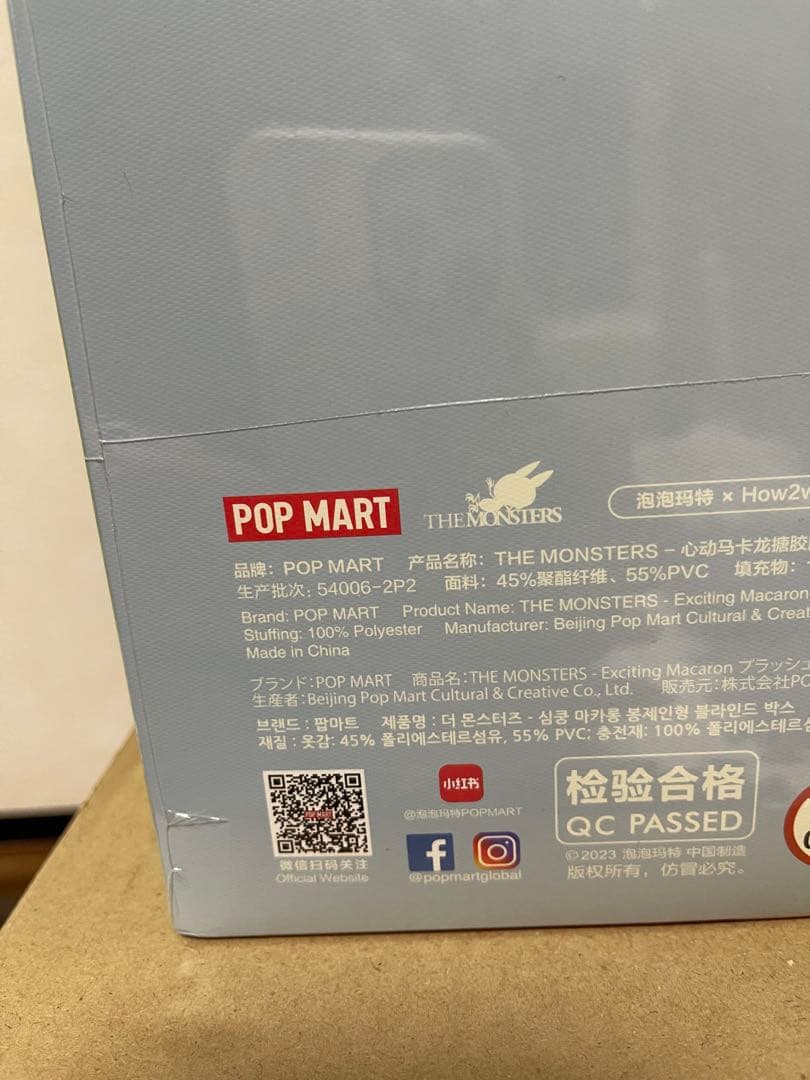 POP MART
THE MONSTERS
泡泡玛特 × How2w
品牌：POP MART 产品名称：THE MONSTERS – 心动马卡龙搪胶
生产批次：54006-2P2 面料：45%聚酯纤维、55%PVC 填充物：
Brand: POP MART Product Name: THE MONSTERS - Exciting Macaron
Stuffing: 100% Polyester Manufacturer: Beijing Pop Mart Cultural & Creat
Made in China
ブランド：POP MART 商品名：THE MONSTERS - Exciting Macaron プラッシュ
生産者：Beijing Pop Mart Cultural & Creative Co., Ltd. 販売元：株式会社PO
브랜드 : 팝마트 제품명 : 더 몬스터즈 - 심쿵 마카롱 봉제인형 블라인드 박스
재질 : 옷감: 45% 폴리에스테르섬유, 55% PVC; 충전재: 100% 폴리에스테르섬
POP MART
小红书
@泡泡玛特POPMART
检验合格
QC PASSED
微信扫码关注
Official Website
@popmartglobal
©2023 泡泡玛特 中国制造
版权所有，仿冒必究。